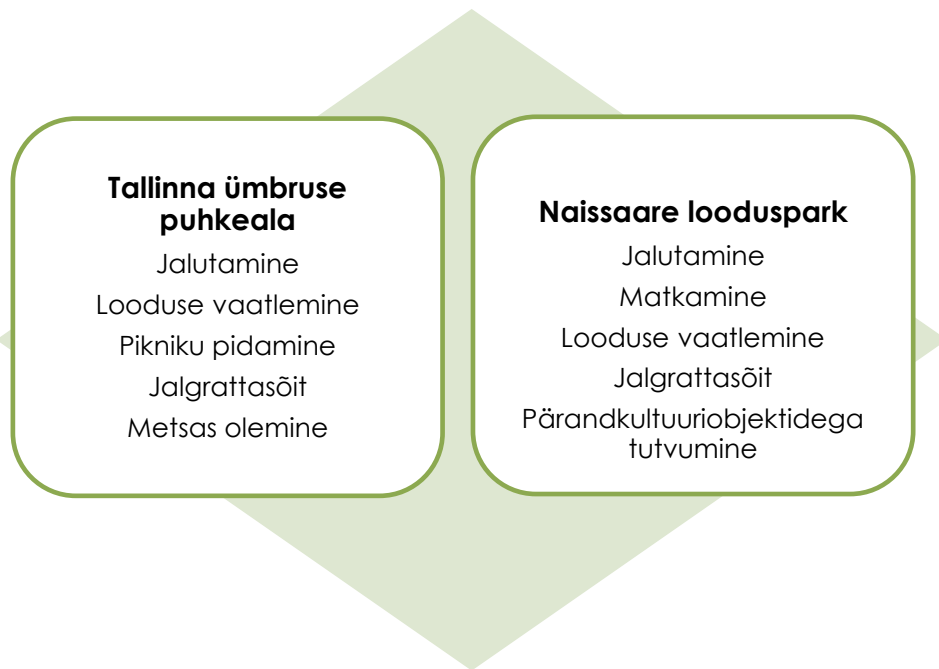 Tallinna ümbruse
puhkeala
Jalutamine
Looduse vaatlemine
Pikniku pidamine
Jalgrattasõit
Metsas olemine
Naissaare looduspark
Jalutamine
Matkamine
Looduse vaatlemine
Jalgrattasõit
Pärandkultuuriobjektidega
tutvumine